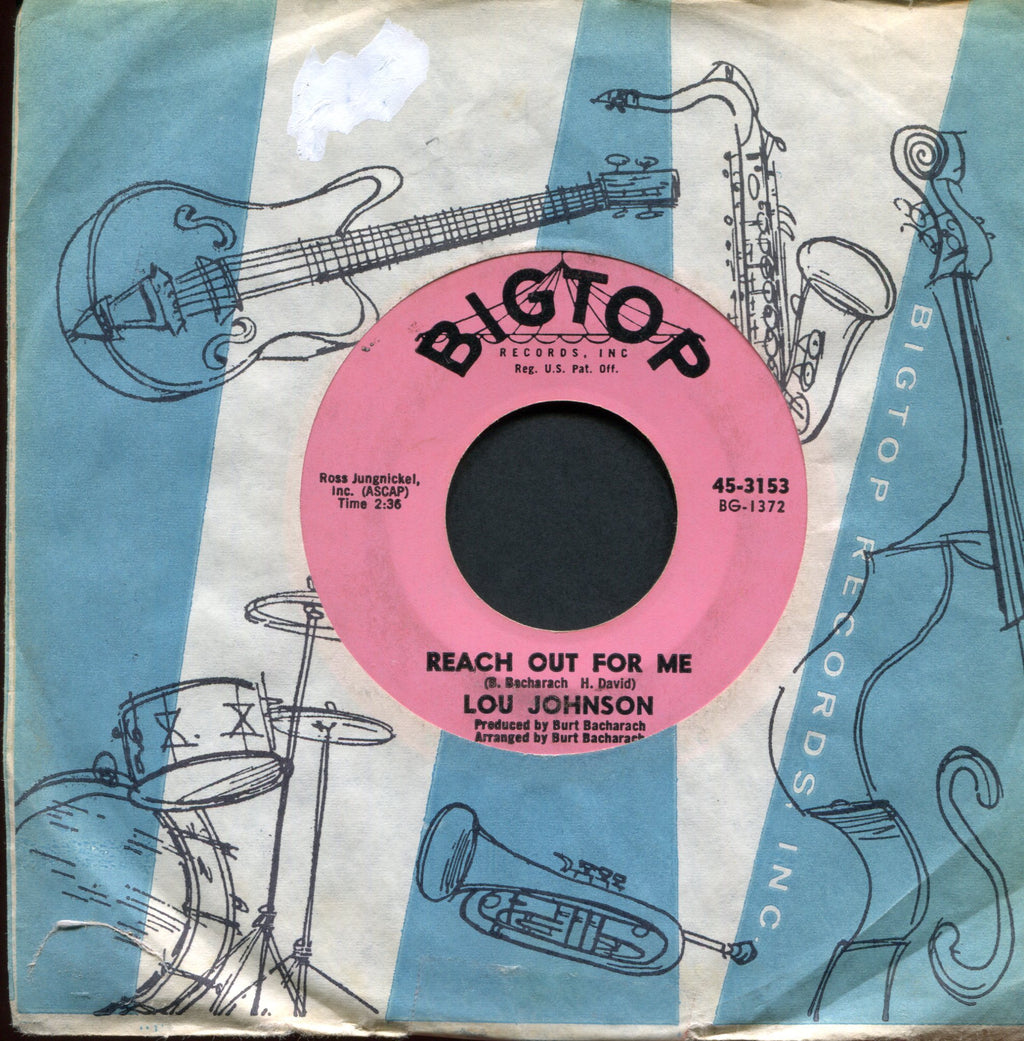 BIGTOP
RECORDS, INC
Reg. U.S. Pat. Off.
Ross Jungnickel,
Inc. (ASCAP)
Time 2:36
45-3153
BG-1372
REACH OUT FOR ME
(B. Bacharach H. David)
LOU JOHNSON
Produced by Burt Bacharach
Arranged by Burt Bacharach
BIGTOP RECORDS, INC.